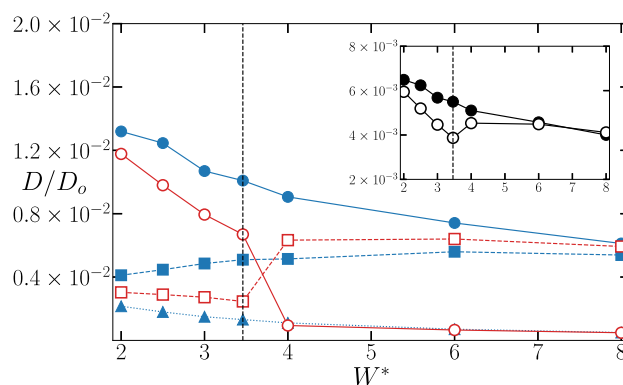 2.0 × 10⁻²
1.6 × 10⁻²
1.2 × 10⁻²
D/Dₒ
0.8 × 10⁻²
0.4 × 10⁻²
2 3 4 5 6 7 8
W*
8 × 10⁻³
6 × 10⁻³
4 × 10⁻³
2 × 10⁻³
2 3 4 5 6 7 8